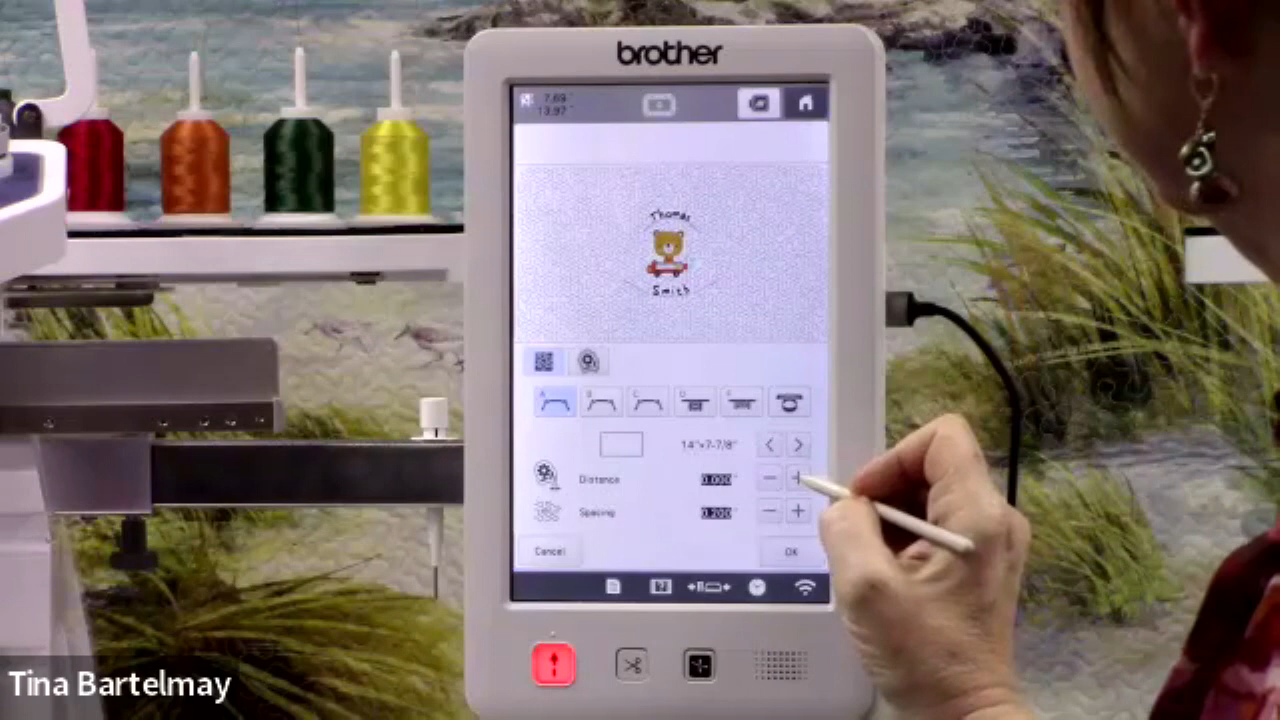 brother
7.69 "
13.97 "
Thomas
Smith
A B C D E
14"×7-7/8"
Distance 0.000 "
Spacing 0.200 "
Cancel OK
Tina Bartelmay